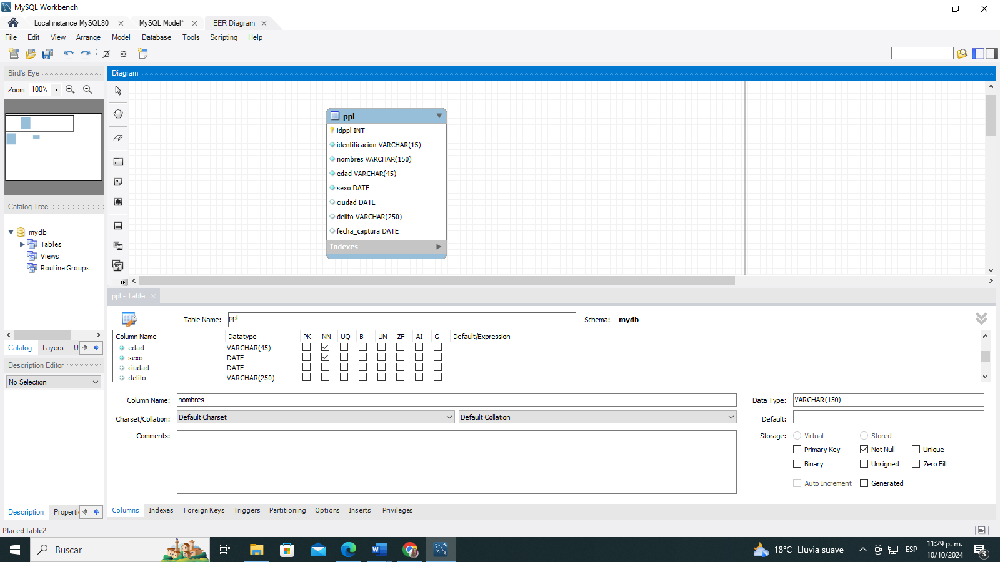 MySQL Workbench
Local instance MySQL80
MySQL Model*
EER Diagram
File Edit View Arrange Model Database Tools Scripting Help
Bird's Eye
Zoom: 100%
Diagram
ppl
idppl INT
identificacion VARCHAR(15)
nombres VARCHAR(150)
edad VARCHAR(45)
sexo DATE
ciudad DATE
delito VARCHAR(250)
fecha_captura DATE
Indexes
Catalog Tree
mydb
Tables
Views
Routine Groups
Catalog Layers U
Description Editor
No Selection
Description Properti
ppl - Table
Table Name: ppl Schema: mydb
Column Name Datatype PK NN UQ B UN ZF AI G Default/Expression
edad VARCHAR(45)
sexo DATE
ciudad DATE
delito VARCHAR(250)
Column Name: nombres Data Type: VARCHAR(150)
Charset/Collation: Default Charset Default Collation Default:
Comments: Storage: Virtual Stored
Primary Key Not Null Unique
Binary Unsigned Zero Fill
Auto Increment Generated
Columns Indexes Foreign Keys Triggers Partitioning Options Inserts Privileges
Placed table2
Buscar
18°C Lluvia suave
ESP
11:29 p. m.
10/10/2024
3